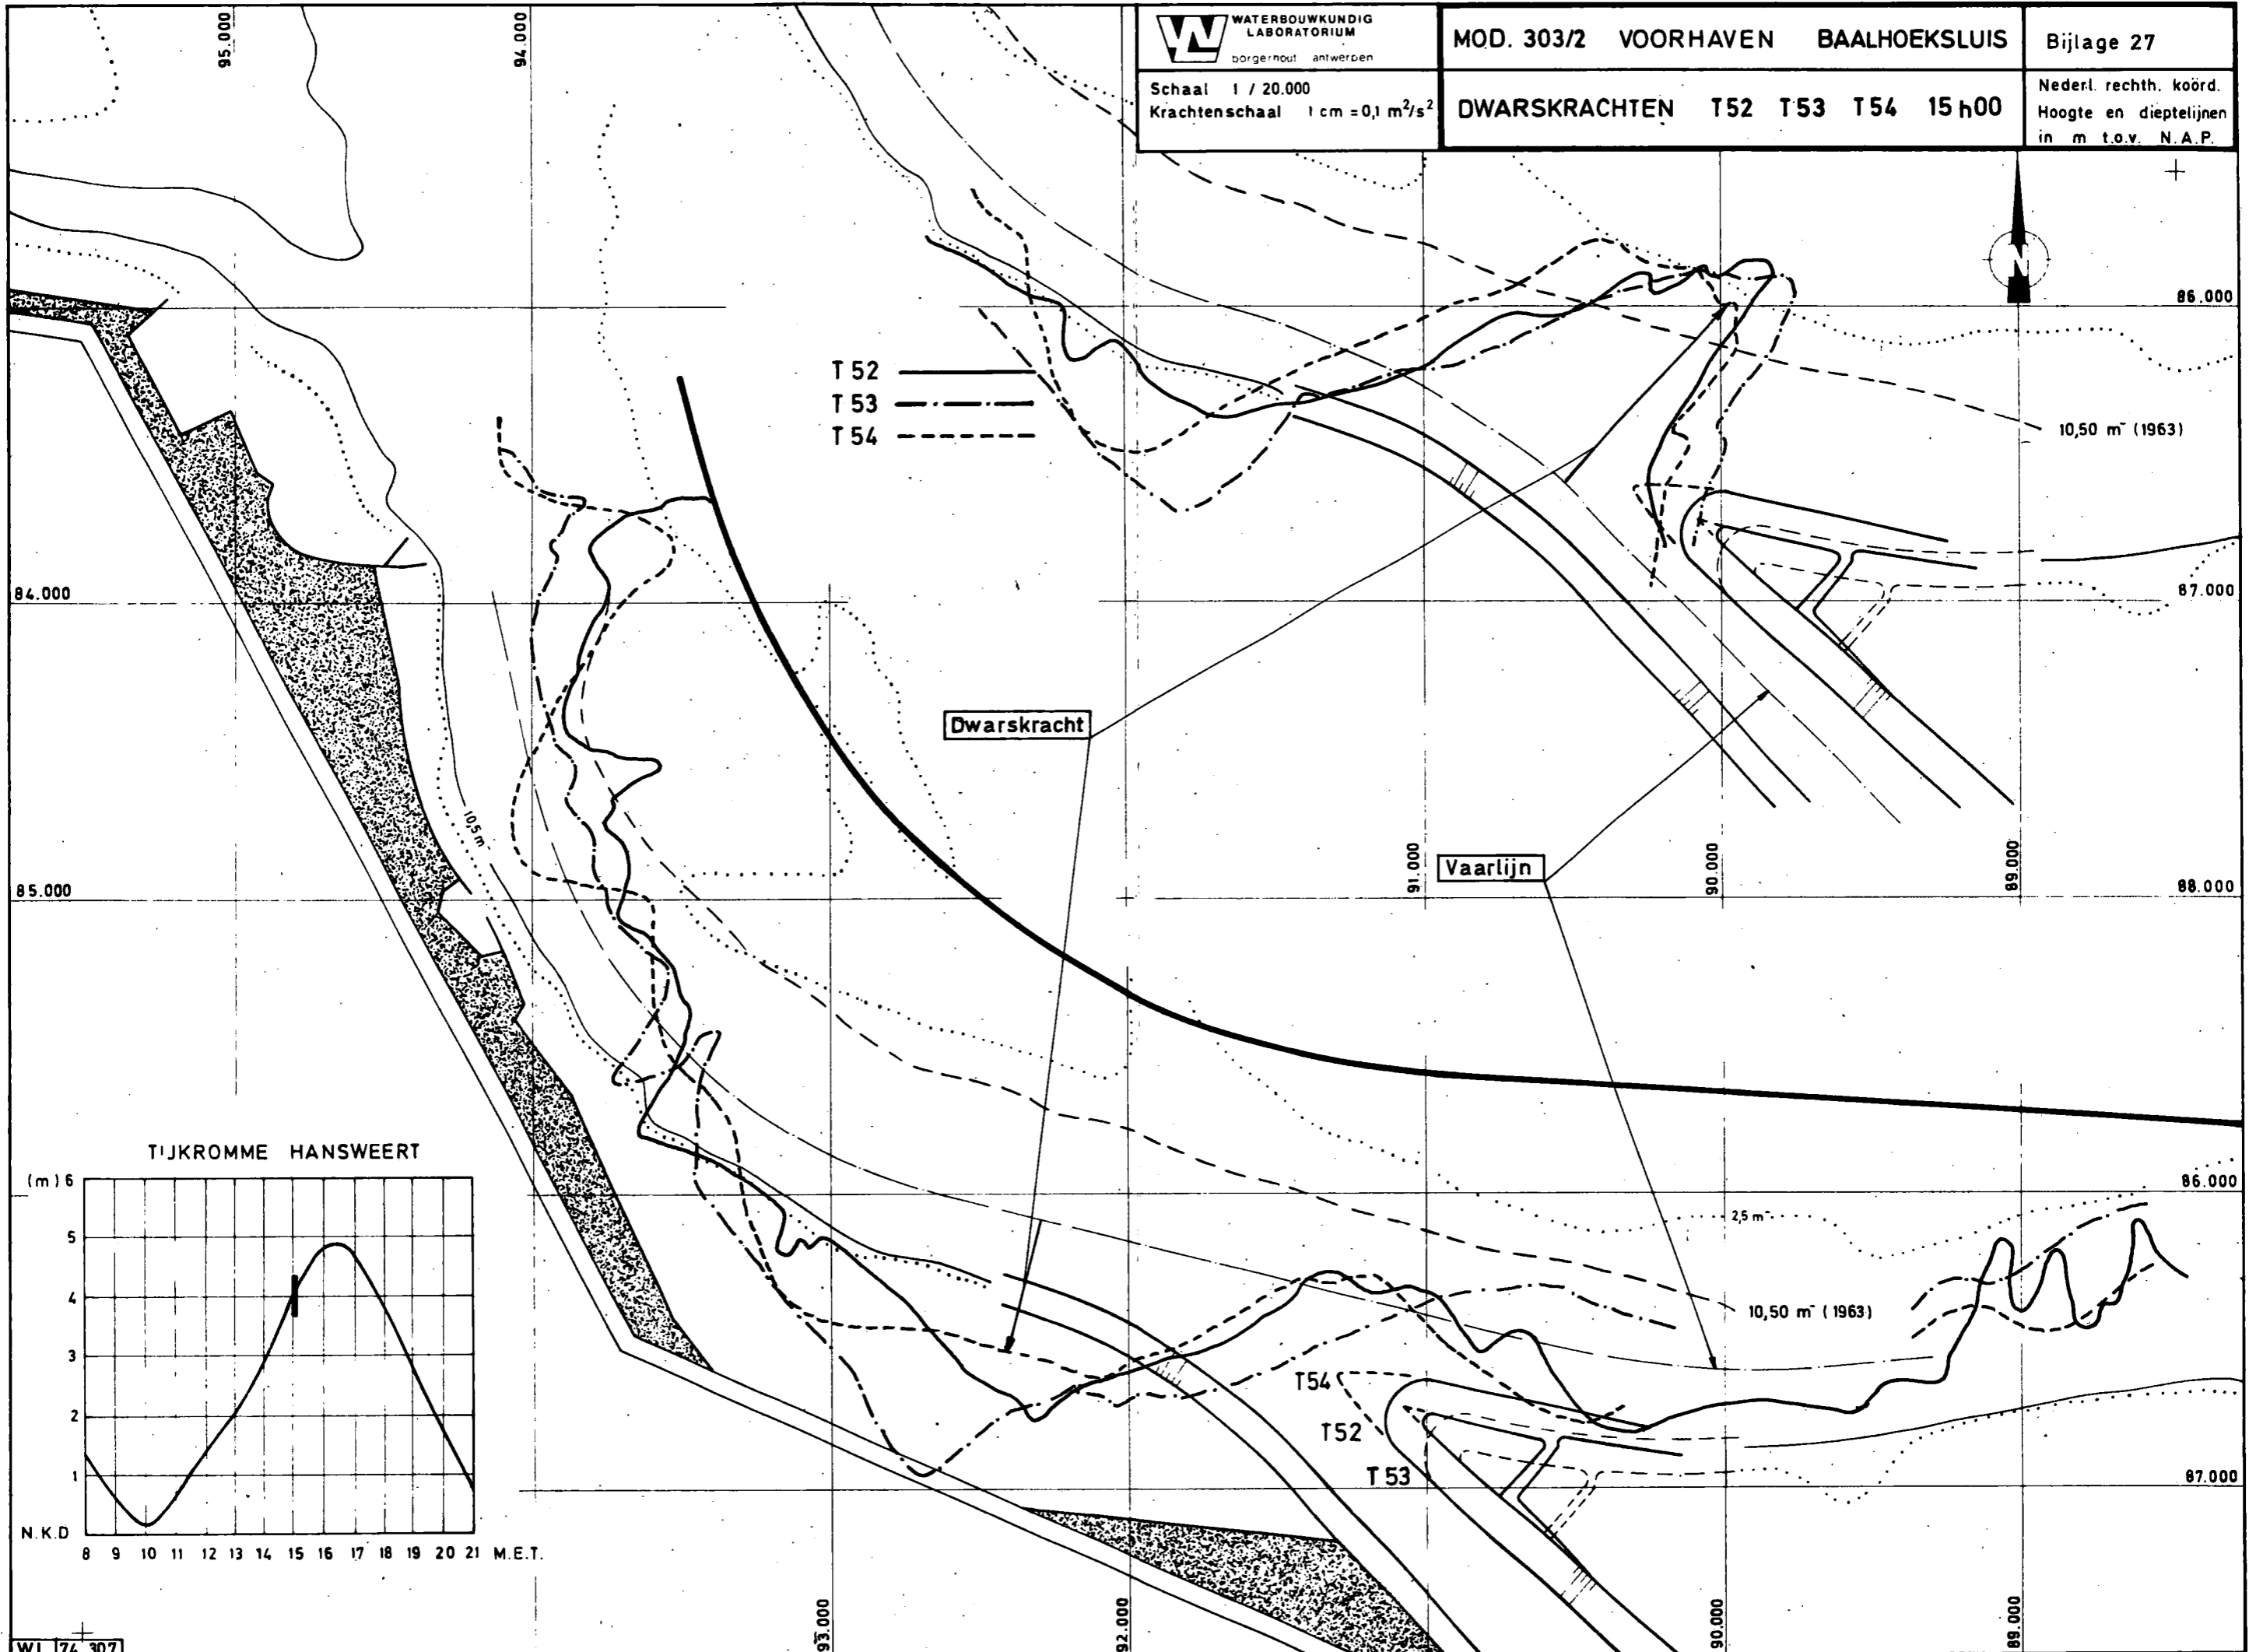 WATERBOUWKUNDIG
LABORATORIUM
borgerhout antwerpen
Schaal 1 / 20.000
Krachtenschaal 1 cm = 0,1 m²/s²
MOD. 303/2 VOORHAVEN BAALHOEKSLUIS
DWARSKRACHTEN T52 T53 T54 15h00
Bijlage 27
Nederl. rechth. koörd.
Hoogte en dieptelijnen
in m t.o.v. N.A.P.
95.000
94.000
N
86.000
T 52
T 53
T 54
10,50 m⁻ (1963)
84.000
87.000
Dwarskracht
10,5 m
91.000
Vaarlijn
90.000
89.000
85.000
88.000
TIJKROMME HANSWEERT
(m) 6
5
4
3
2
1
N.K.D
8 9 10 11 12 13 14 15 16 17 18 19 20 21 M.E.T.
86.000
2,5 m⁻
10,50 m⁻ (1963)
T54
T52
T53
87.000
93.000
92.000
90.000
89.000
W.L. 74.307